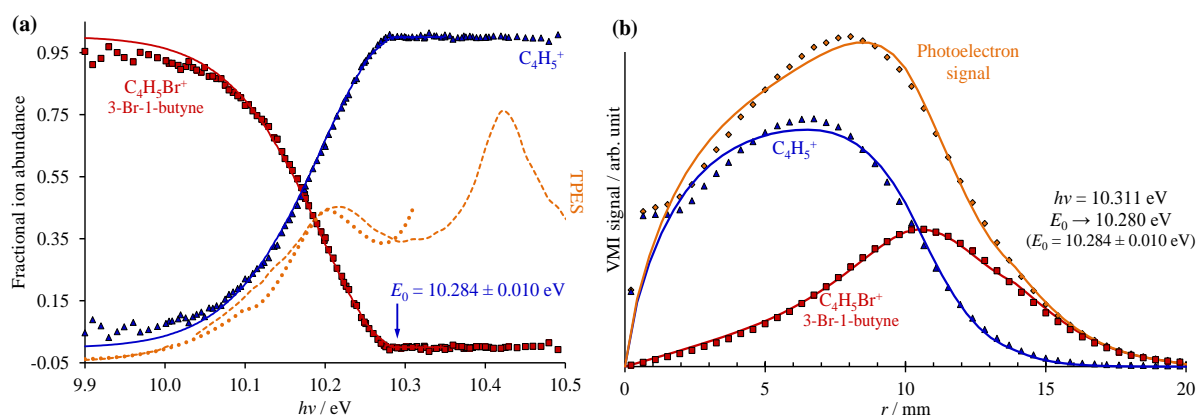 (a)
Fractional ion abundance
0.95
0.75
0.55
0.35
0.15
-0.05
C₄H₅Br⁺
3-Br-1-butyne
C₄H₅⁺
TPES
E₀ = 10.284 ± 0.010 eV
9.9 10.0 10.1 10.2 10.3 10.4 10.5
hν / eV
(b)
VMI signal / arb. unit
Photoelectron
signal
C₄H₅⁺
hν = 10.311 eV
E₀ → 10.280 eV
(E₀ = 10.284 ± 0.010 eV)
C₄H₅Br⁺
3-Br-1-butyne
0 5 10 15 20
r / mm